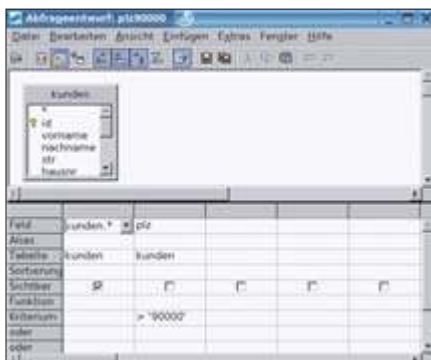 Abfrageentwurf: plz90000
Datei Bearbeiten Ansicht Einfügen Extras Fenster Hilfe
kunden
*
id
vorname
nachname
str
hausnr
Feld kunden.* plz
Alias
Tabelle kunden kunden
Sortierung
Sichtbar
Funktion
Kriterium > '90000'
oder
oder